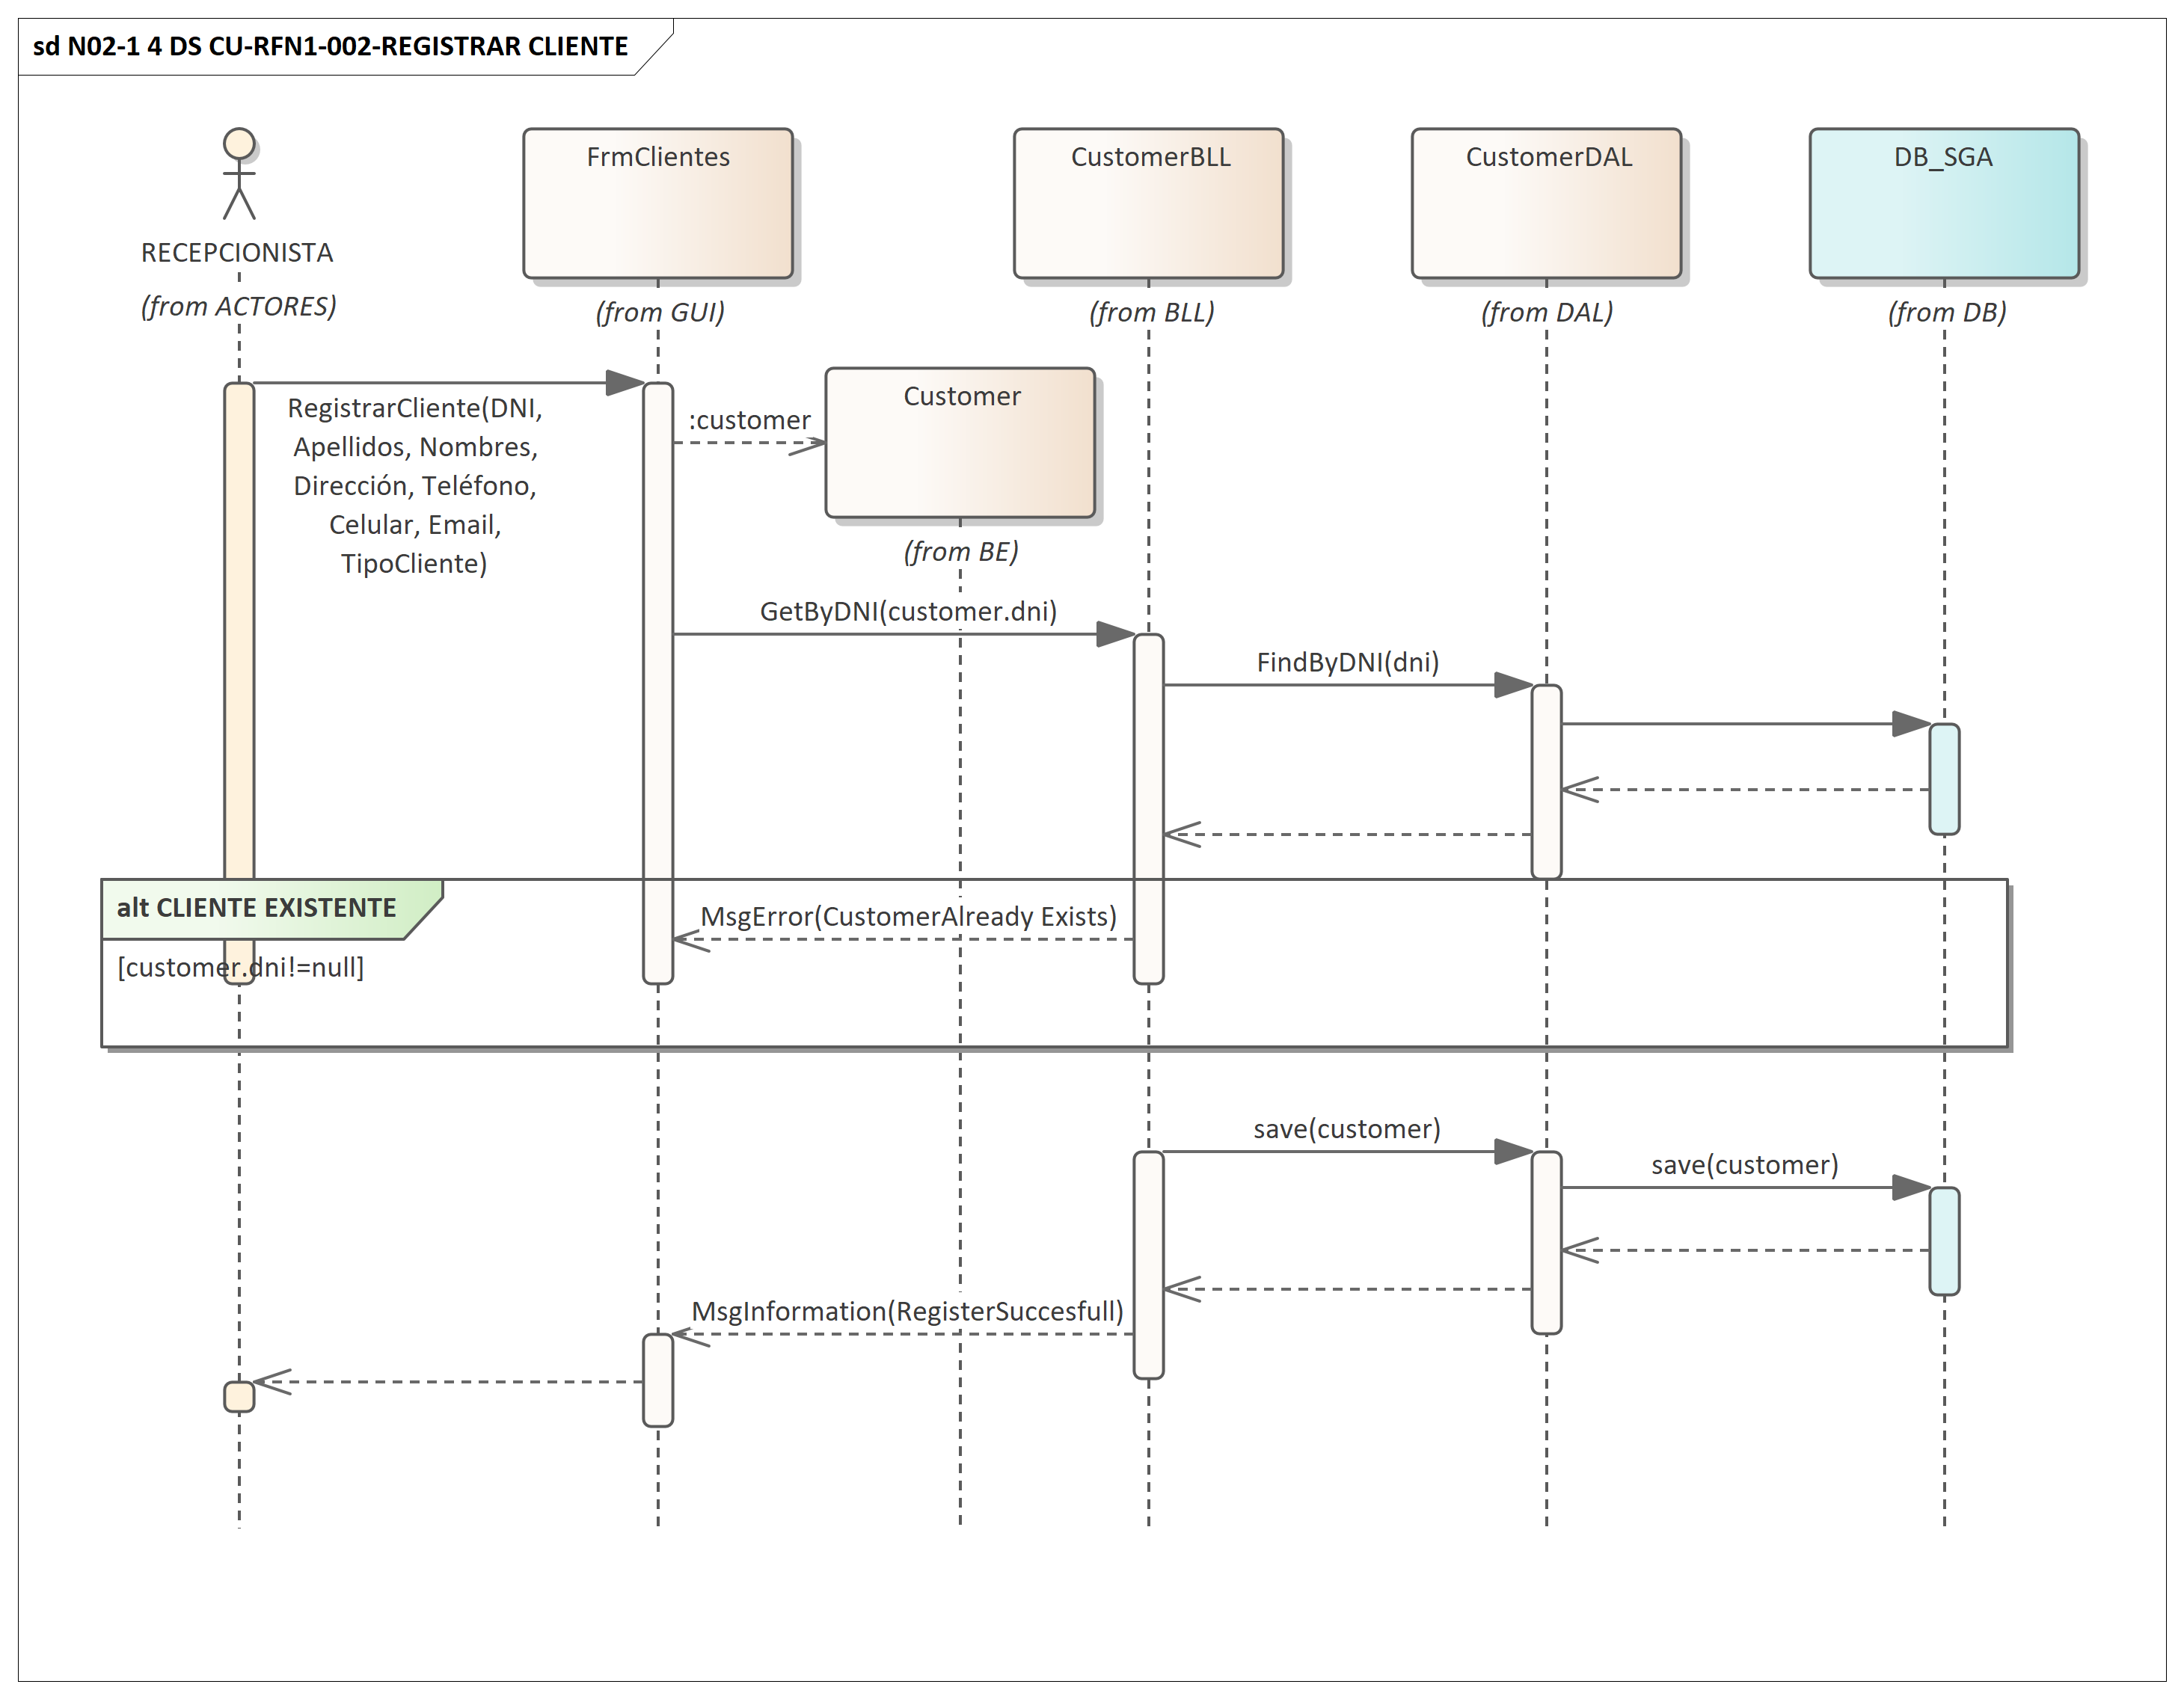 sd N02-1 4 DS CU-RFN1-002-REGISTRAR CLIENTE
RECEPCIONISTA
(from ACTORES)
FrmClientes
(from GUI)
CustomerBLL
(from BLL)
CustomerDAL
(from DAL)
DB_SGA
(from DB)
RegistrarCliente(DNI,
Apellidos, Nombres,
Dirección, Teléfono,
Celular, Email,
TipoCliente)
:customer
Customer
(from BE)
GetByDNI(customer.dni)
FindByDNI(dni)
alt CLIENTE EXISTENTE
[customer.dni!=null]
MsgError(CustomerAlready Exists)
save(customer)
save(customer)
MsgInformation(RegisterSuccesfull)